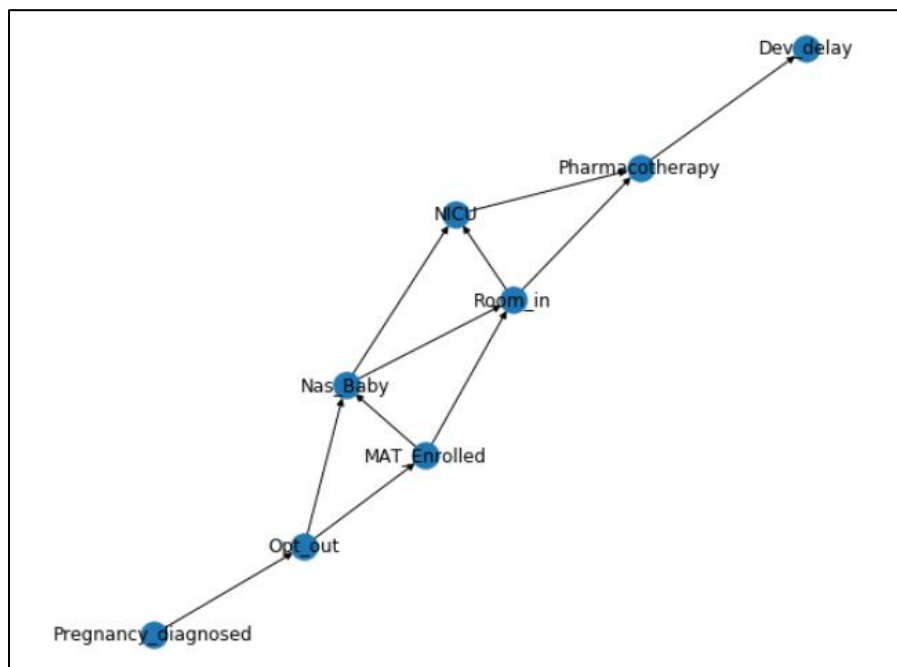 Dev_delay
Pharmacotherapy
NICU
Room_in
Nas_Baby
MAT_Enrolled
Opt_out
Pregnancy_diagnosed